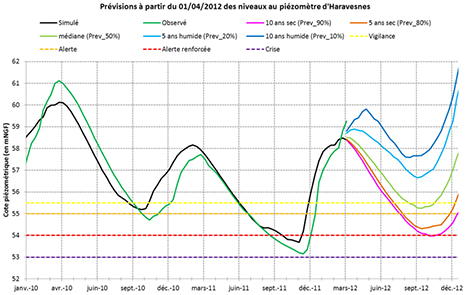 Prévisions à partir du 01/04/2012 des niveaux au piézomètre d'Haravesnes
Simulé Observé 10 ans sec (Prev_90%) 5 ans sec (Prev_80%)
médiane (Prev_50%) 5 ans humide (Prev_20%) 10 ans humide (Prev_10%) Vigilance
Alerte Alerte renforcée Crise
Cote piézométrique (en mNGF)
62
61
60
59
58
57
56
55
54
53
52
janv.-10 avr.-10 juin-10 sept.-10 déc.-10 mars-11 juin-11 sept.-11 déc.-11 mars-12 juin-12 sept.-12 déc.-12